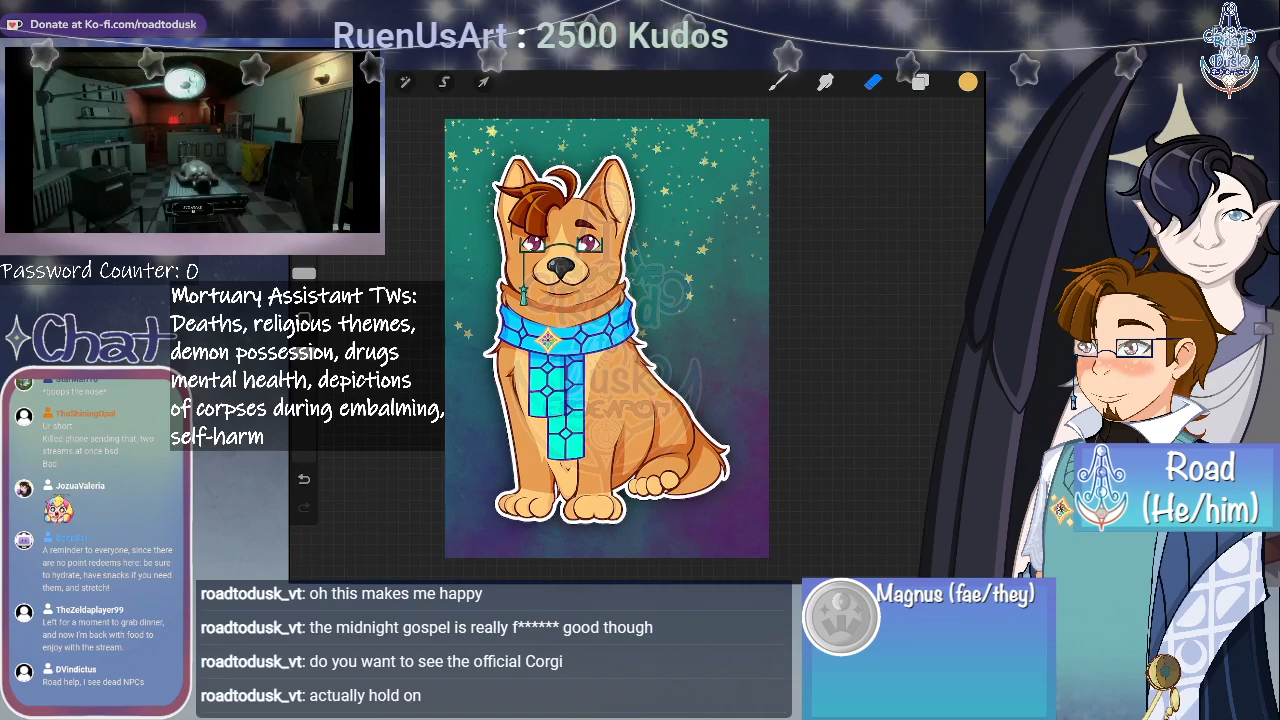 Donate at Ko-fi.com/roadtodusk
RuenUsArt : 2500 Kudos
Password Counter: 0
Mortuary Assistant TWs:
Deaths, religious themes,
demon possession, drugs
mental health, depictions
of corpses during embalming,
self-harm
Chat
*boops the nose*
TheShiningOpal
Ur short
Killed phone sending that, two
streams at once bsd.
Bad
JozuaValeria
A reminder to everyone, since there
are no point redeems here: be sure
to hydrate, have snacks if you need
them, and stretch!
TheZeldaplayer99
Left for a moment to grab dinner,
and now I'm back with food to
enjoy with the stream.
DVindictus
Road help, I see dead NPCs
roadtodusk_vt: oh this makes me happy
roadtodusk_vt: the midnight gospel is really f****** good though
roadtodusk_vt: do you want to see the official Corgi
roadtodusk_vt: actually hold on
Road
(He/him)
Magnus (fae/they)